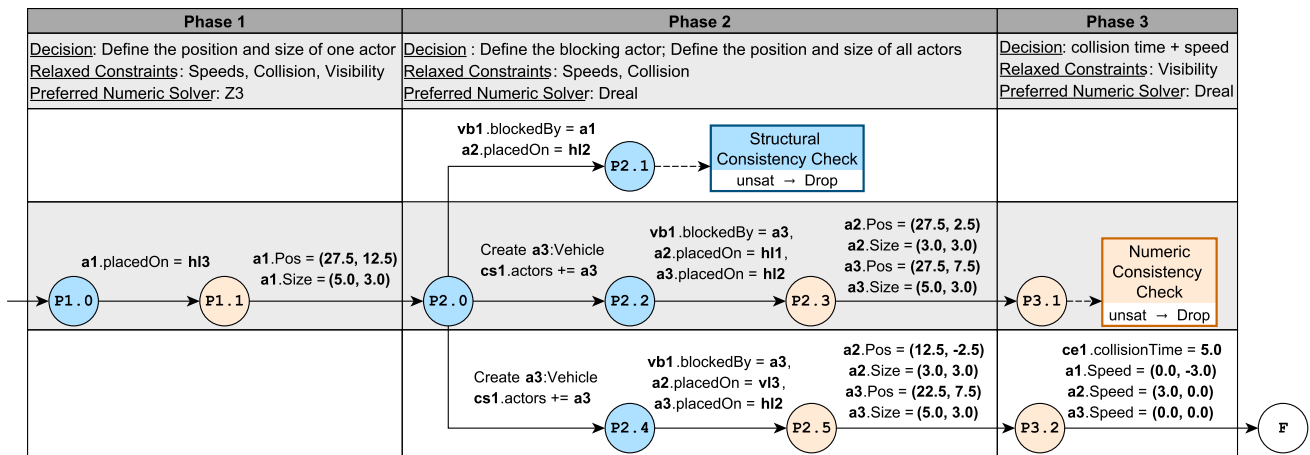 Phase 1
Phase 2
Phase 3
Decision: Define the position and size of one actor
Relaxed Constraints: Speeds, Collision, Visibility
Preferred Numeric Solver: Z3
Decision : Define the blocking actor; Define the position and size of all actors
Relaxed Constraints: Speeds, Collision
Preferred Numeric Solver: Dreal
Decision: collision time + speed
Relaxed Constraints: Visibility
Preferred Numeric Solver: Dreal
vb1.blockedBy = a1
a2.placedOn = hl2
P2.1
Structural
Consistency Check
unsat → Drop
P1.0
a1.placedOn = hl3
P1.1
a1.Pos = (27.5, 12.5)
a1.Size = (5.0, 3.0)
P2.0
Create a3:Vehicle
cs1.actors += a3
P2.2
vb1.blockedBy = a3,
a2.placedOn = hl1,
a3.placedOn = hl2
P2.3
a2.Pos = (27.5, 2.5)
a2.Size = (3.0, 3.0)
a3.Pos = (27.5, 7.5)
a3.Size = (5.0, 3.0)
P3.1
Numeric
Consistency
Check
unsat → Drop
Create a3:Vehicle
cs1.actors += a3
P2.4
vb1.blockedBy = a3,
a2.placedOn = vl3,
a3.placedOn = hl2
P2.5
a2.Pos = (12.5, -2.5)
a2.Size = (3.0, 3.0)
a3.Pos = (22.5, 7.5)
a3.Size = (5.0, 3.0)
P3.2
ce1.collisionTime = 5.0
a1.Speed = (0.0, -3.0)
a2.Speed = (3.0, 0.0)
a3.Speed = (0.0, 0.0)
F